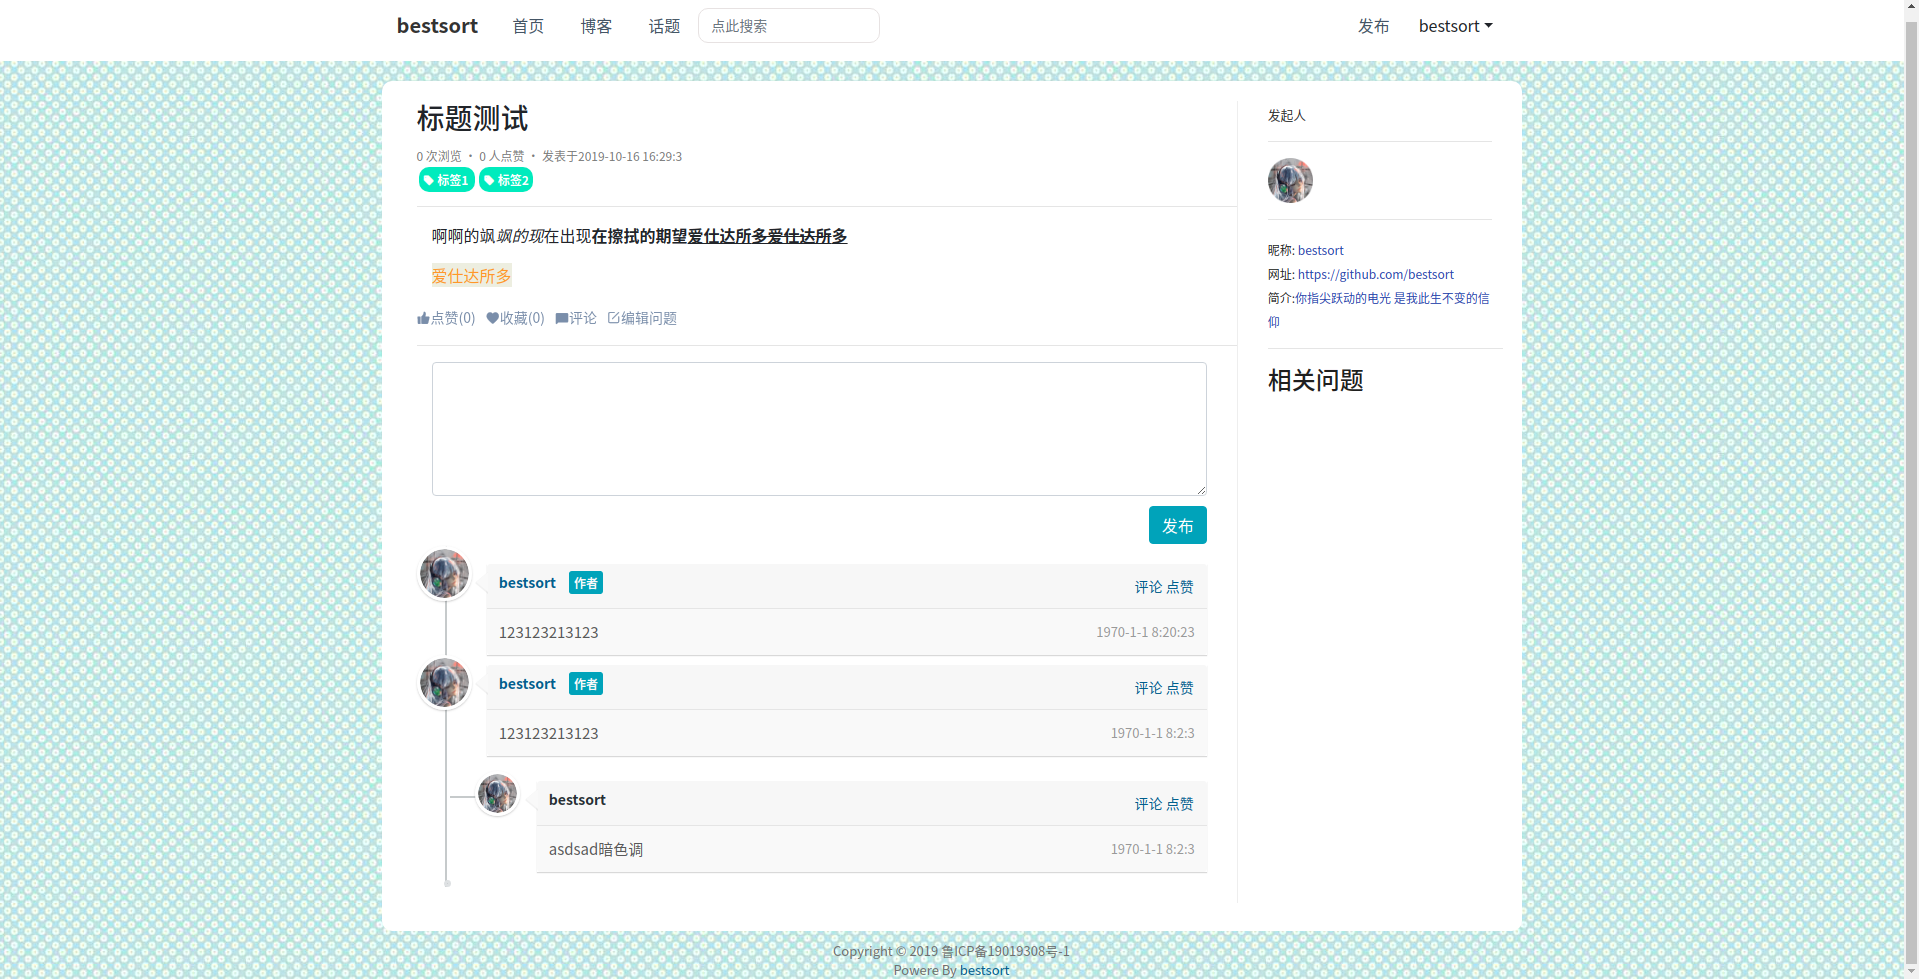 bestsort 首页 博客 话题 点此搜索 发布 bestsort
标题测试
0 次浏览 • 0 人点赞 • 发表于2019-10-16 16:29:3
标签1 标签2
啊啊的飒飒的现在出现在擦拭的期望爱仕达所多爱仕达所多
爱仕达所多
点赞(0) 收藏(0) 评论 编辑问题
发布
bestsort 作者 评论 点赞
123123213123 1970-1-1 8:20:23
bestsort 作者 评论 点赞
123123213123 1970-1-1 8:2:3
bestsort 评论 点赞
asdsad暗色调 1970-1-1 8:2:3
发起人
昵称: bestsort
网址: https://github.com/bestsort
简介:你指尖跃动的电光 是我此生不变的信
仰
相关问题
Copyright © 2019 鲁ICP备19019308号-1
Powere By bestsort